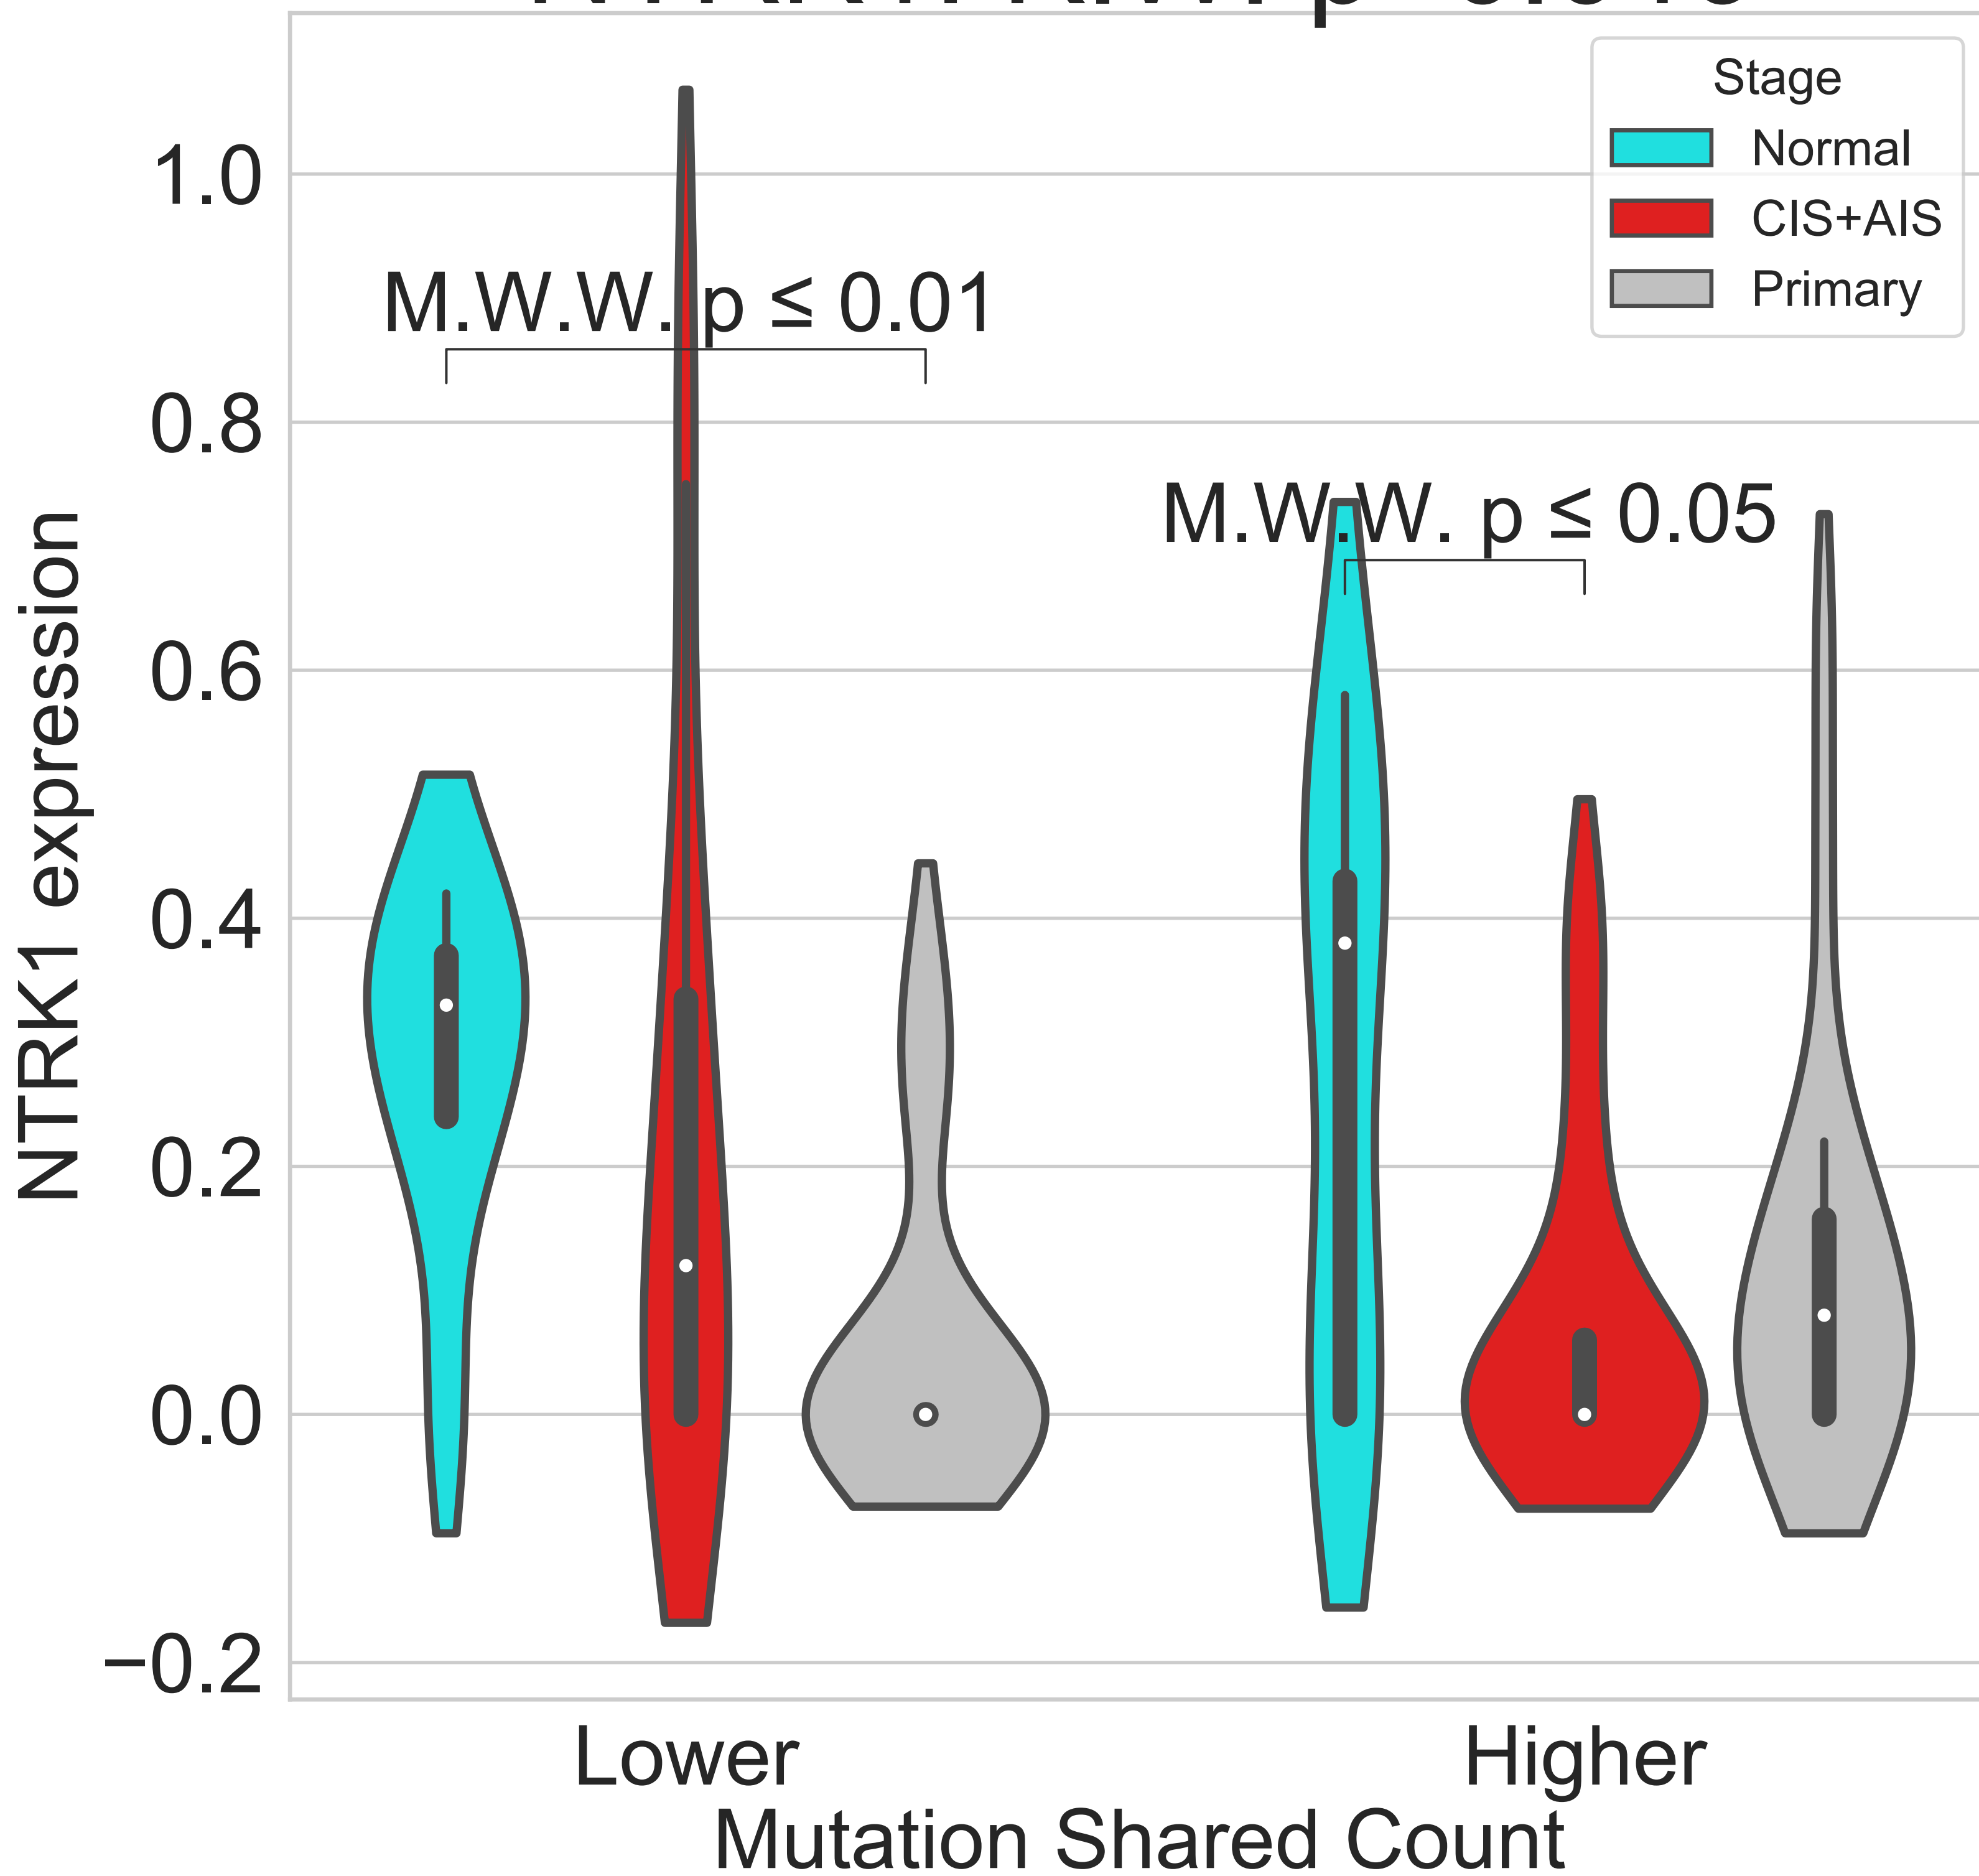 Stage
Normal
CIS+AIS
Primary
M.W.W. p ≤ 0.01
M.W.W. p ≤ 0.05
1.0
0.8
0.6
0.4
0.2
0.0
−0.2
NTRK1 expression
Lower
Higher
Mutation Shared Count